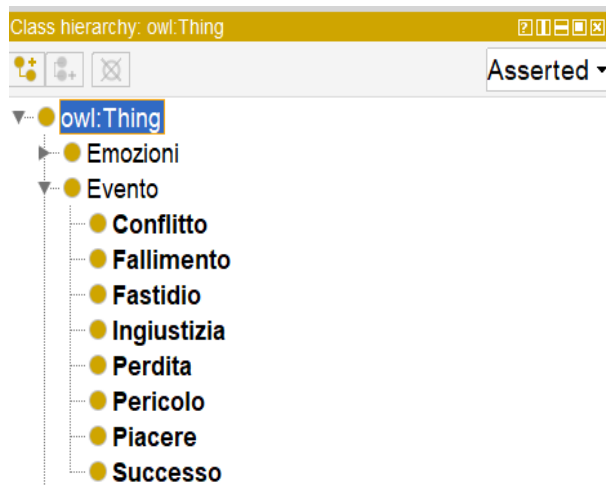 Class hierarchy: owl:Thing
Asserted
owl:Thing
Emozioni
Evento
Conflitto
Fallimento
Fastidio
Ingiustizia
Perdita
Pericolo
Piacere
Successo